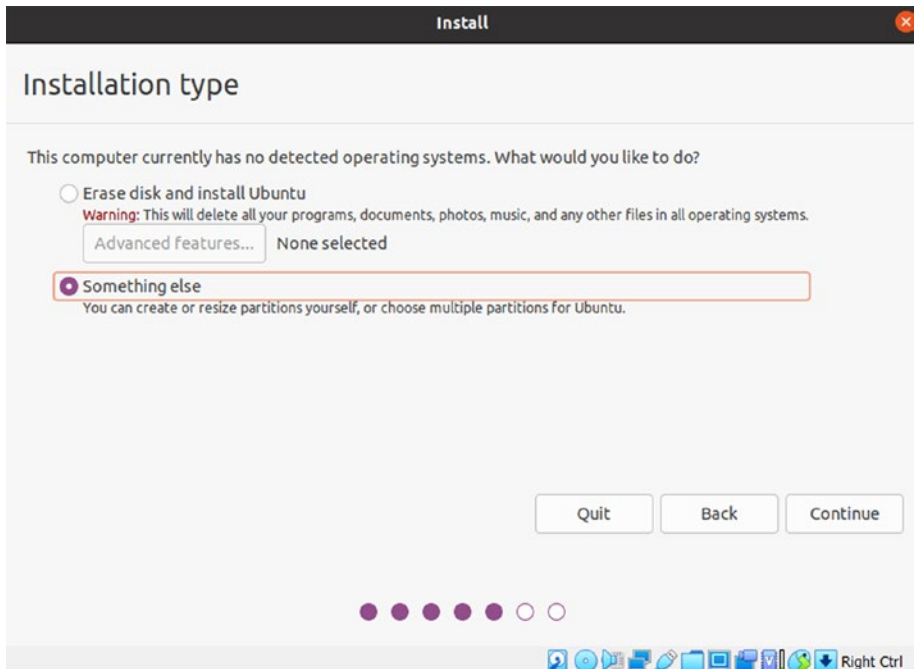 Install
Installation type
This computer currently has no detected operating systems. What would you like to do?
Erase disk and install Ubuntu
Warning: This will delete all your programs, documents, photos, music, and any other files in all operating systems.
Advanced features... None selected
Something else
You can create or resize partitions yourself, or choose multiple partitions for Ubuntu.
Quit Back Continue
Right Ctrl